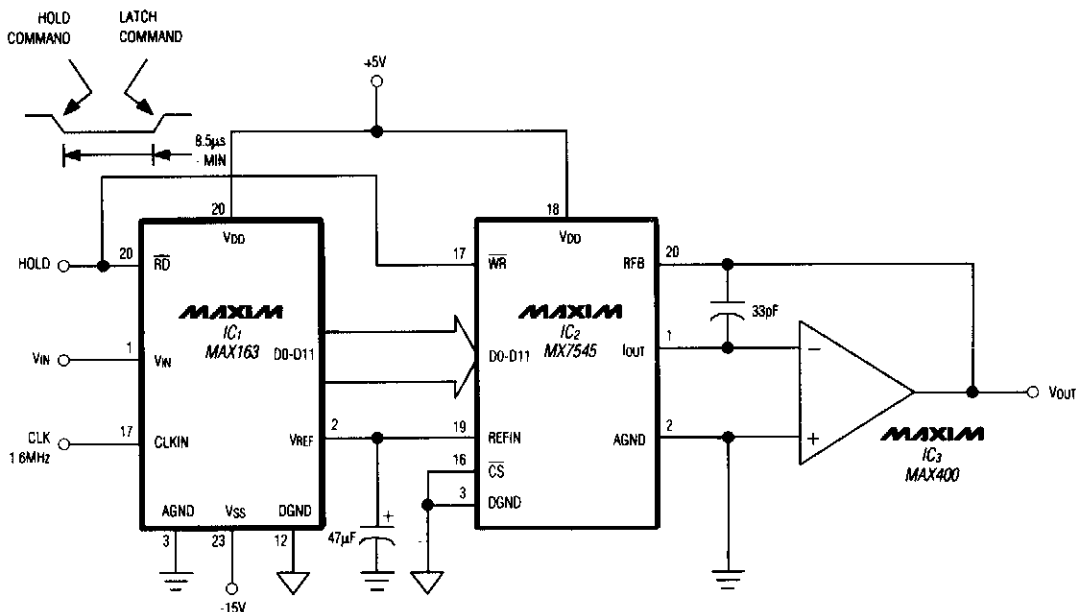 HOLD
COMMAND
LATCH
COMMAND
8.5µs
MIN
+5V
20
VDD
18
VDD
HOLD
20
RD
MAXIM
IC1
MAX163
17
WR
MAXIM
IC2
MX7545
RFB
20
33pF
VIN
1
VIN
D0-D11
D0-D11
IOUT
1
−
VOUT
CLK
1 6MHz
17
CLKIN
VREF
2
19
REFIN
AGND
2
+
MAXIM
IC3
MAX400
16
CS
3
DGND
AGND
VSS
DGND
3
23
12
47µF
+
-15V